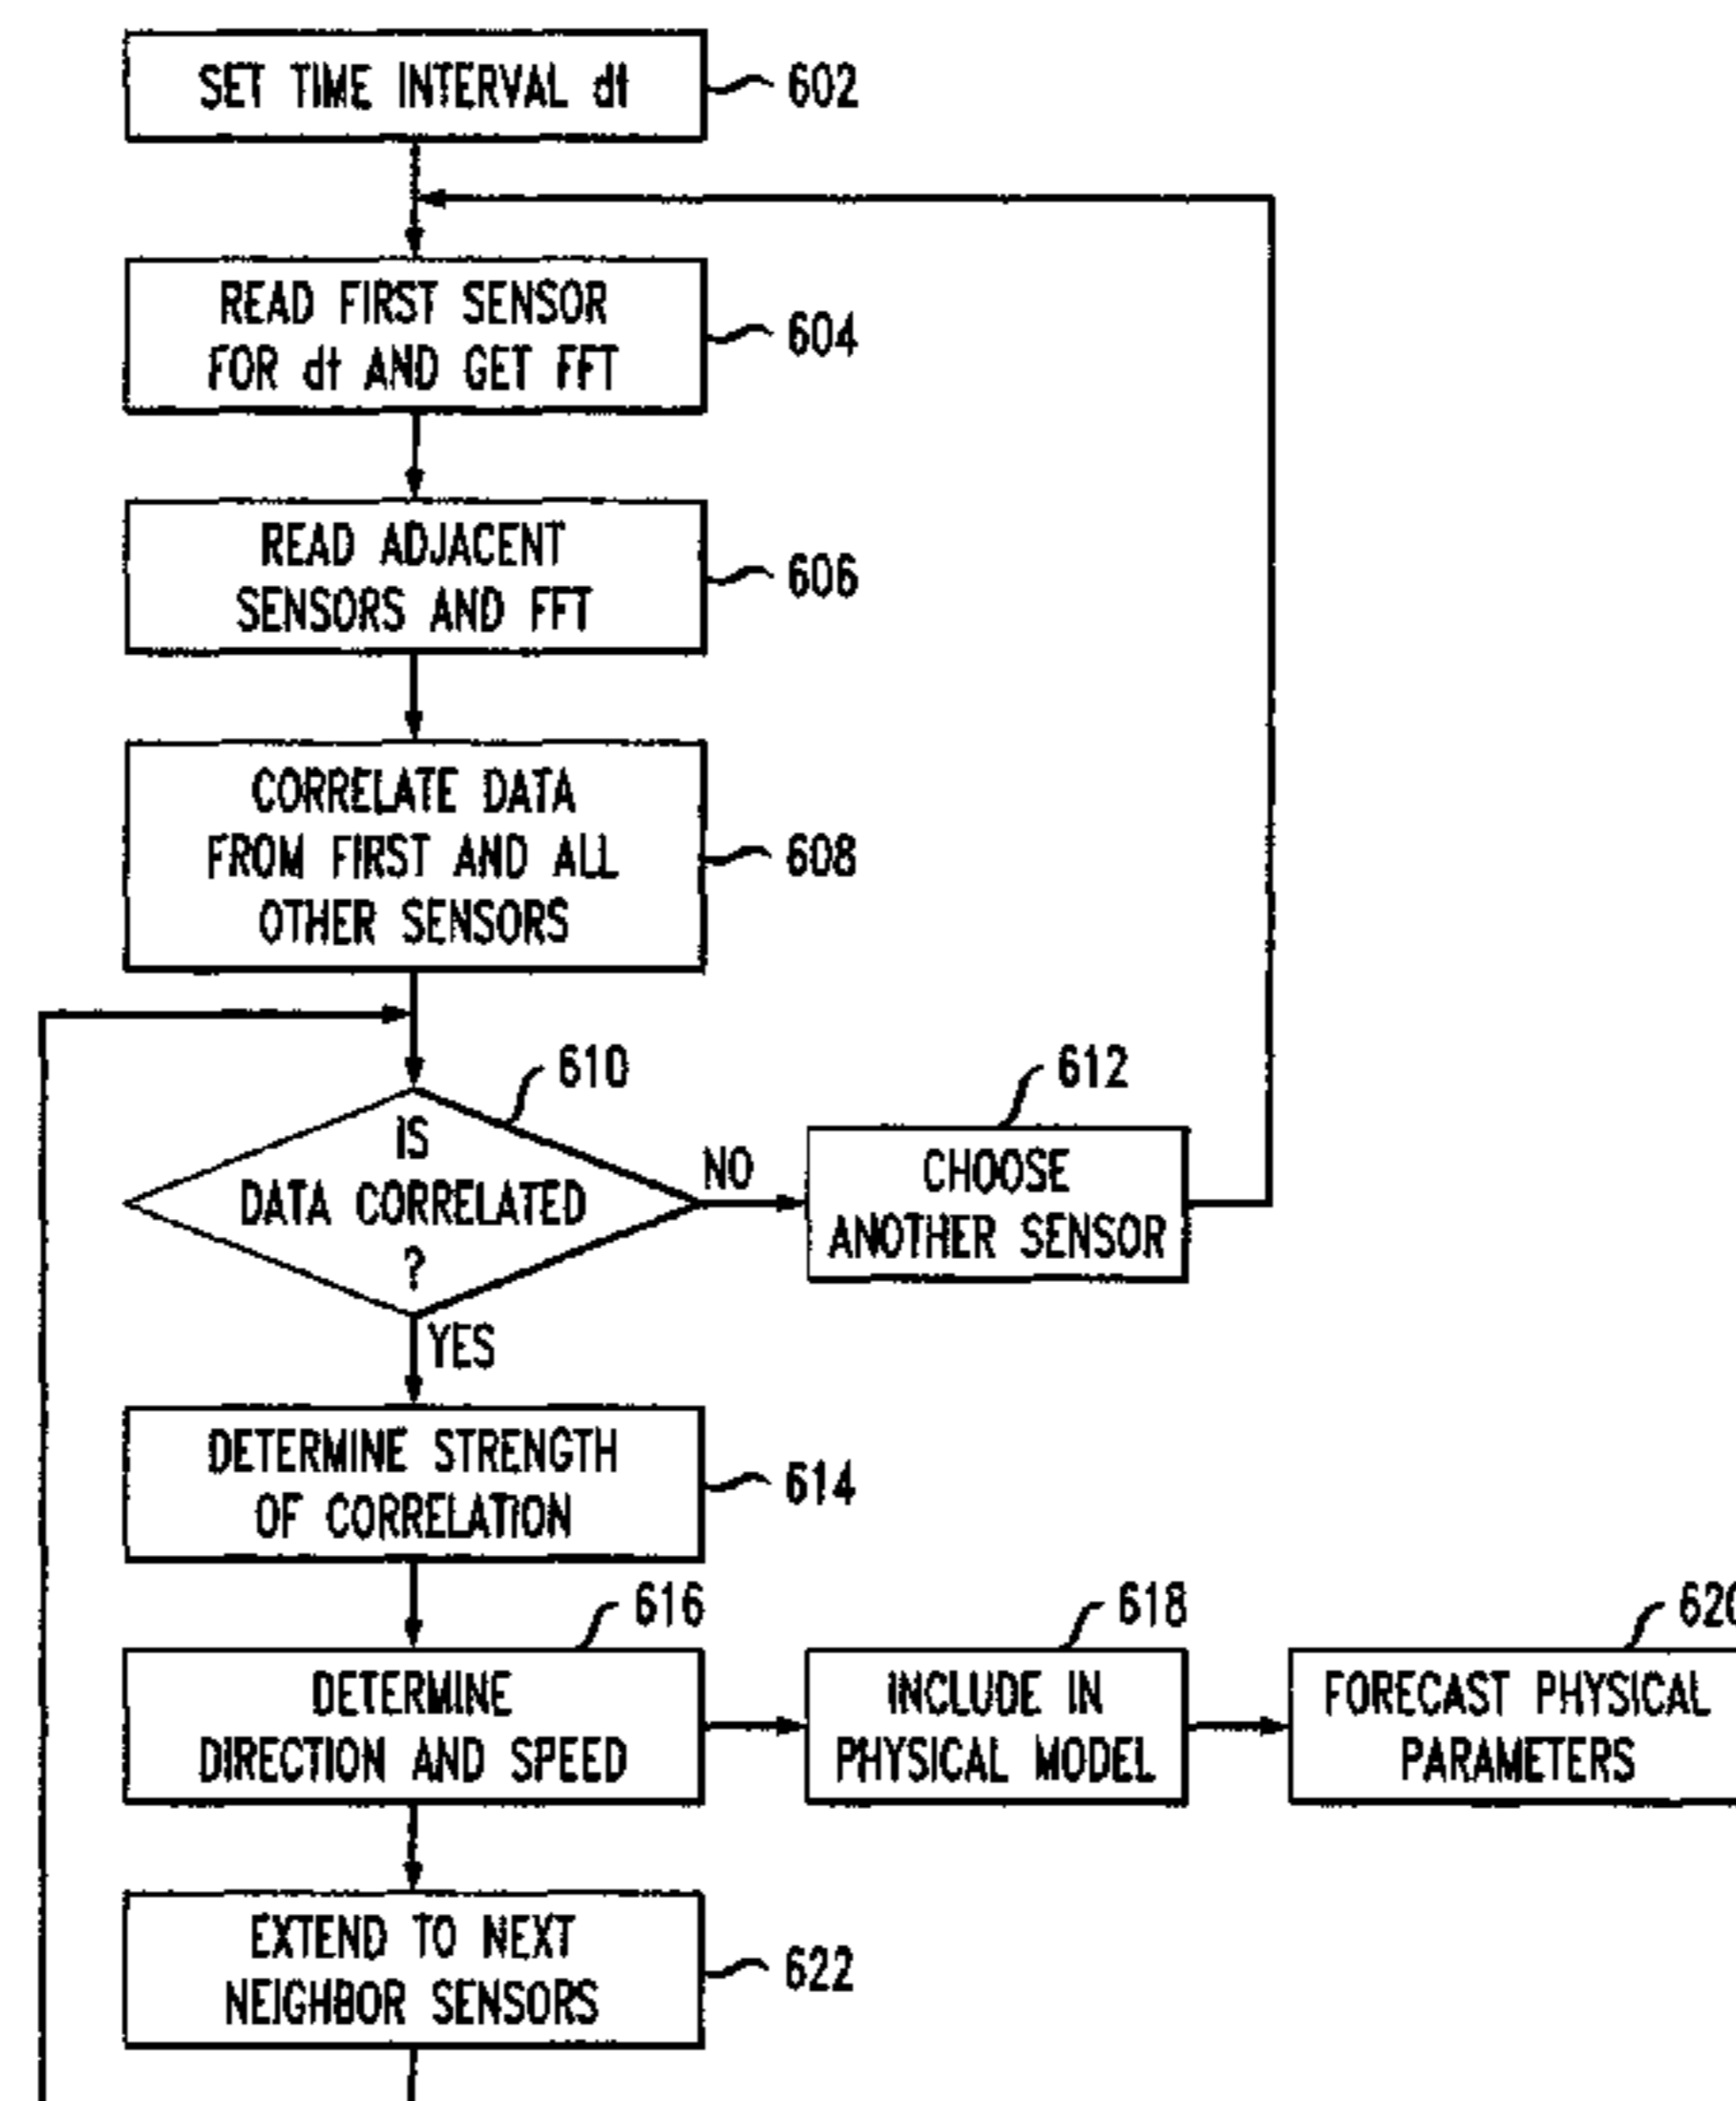 SET TIME INTERVAL dt
602
READ FIRST SENSOR
FOR dt AND GET FFT
604
READ ADJACENT
SENSORS AND FFT
606
CORRELATE DATA
FROM FIRST AND ALL
OTHER SENSORS
608
610
IS
DATA CORRELATED
?
NO
612
CHOOSE
ANOTHER SENSOR
YES
DETERMINE STRENGTH
OF CORRELATION
614
616
DETERMINE
DIRECTION AND SPEED
618
INCLUDE IN
PHYSICAL MODEL
620
FORECAST PHYSICAL
PARAMETERS
EXTEND TO NEXT
NEIGHBOR SENSORS
622